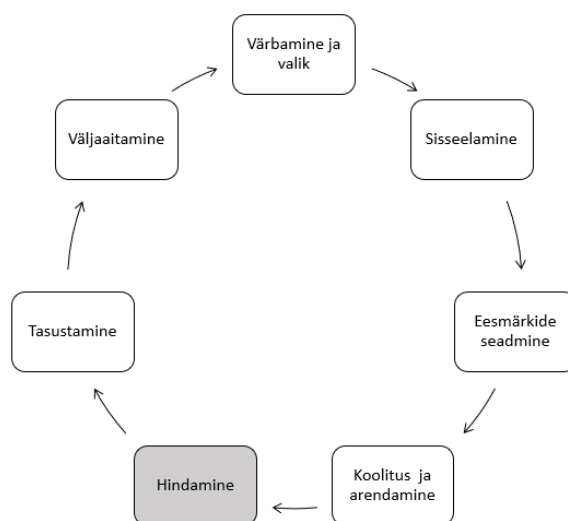 Värbamine ja
valik
Sisseelamine
Eesmärkide
seadmine
Koolitus ja
arendamine
Hindamine
Tasustamine
Väljaaitamine